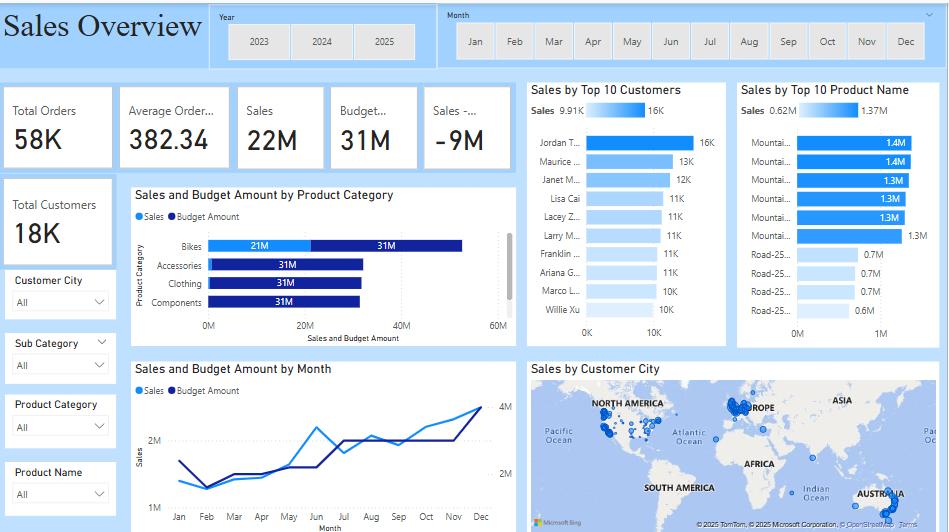 Sales Overview
Year
2023 2024 2025
Month
Jan Feb Mar Apr May Jun Jul Aug Sep Oct Nov Dec
Total Orders
58K
Average Order...
382.34
Sales
22M
Budget...
31M
Sales -...
-9M
Total Customers
18K
Customer City
All
Sub Category
All
Product Category
All
Product Name
All
Sales and Budget Amount by Product Category
Sales Budget Amount
Product Category
Bikes 21M 31M
Accessories 31M
Clothing 31M
Components 31M
0M 20M 40M 60M
Sales and Budget Amount
Sales by Top 10 Customers
Sales 9.91K 16K
Jordan T... 16K
Maurice ... 13K
Janet M... 12K
Lisa Cai 11K
Lacey Z... 11K
Larry M... 11K
Franklin ... 11K
Ariana G... 11K
Marco L... 10K
Willie Xu 10K
0K 10K
Sales by Top 10 Product Name
Sales 0.62M 1.37M
Mountai... 1.4M
Mountai... 1.4M
Mountai... 1.3M
Mountai... 1.3M
Mountai... 1.3M
Mountai... 1.3M
Road-25... 0.7M
Road-25... 0.7M
Road-25... 0.7M
Road-25... 0.6M
0M 1M
Sales and Budget Amount by Month
Sales Budget Amount
Sales
2M
1M
4M
2M
Jan Feb Mar Apr May Jun Jul Aug Sep Oct Nov Dec
Month
Sales by Customer City
NORTH AMERICA
ASIA
Pacific
Ocean
Atlantic
Ocean
AFRICA
SOUTH AMERICA
Indian
Ocean
Microsoft Bing
© 2025 TomTom, © 2025 Microsoft Corporation, © OpenStreetMap Terms